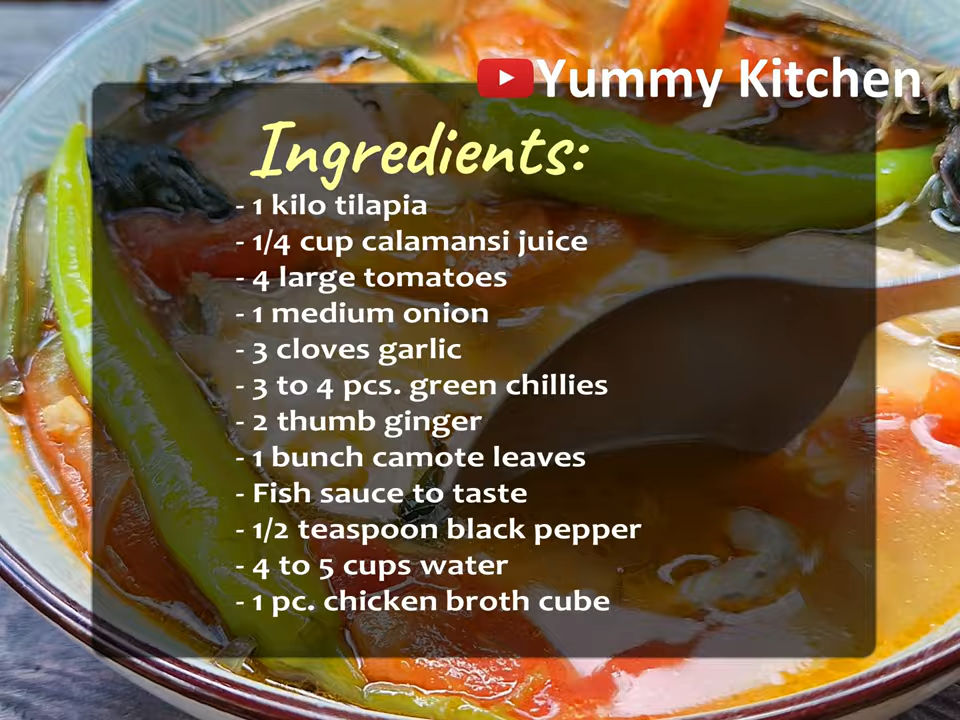 Yummy Kitchen
Ingredients:
- 1 kilo tilapia
- 1/4 cup calamansi juice
- 4 large tomatoes
- 1 medium onion
- 3 cloves garlic
- 3 to 4 pcs. green chillies
- 2 thumb ginger
- 1 bunch camote leaves
- Fish sauce to taste
- 1/2 teaspoon black pepper
- 4 to 5 cups water
- 1 pc. chicken broth cube